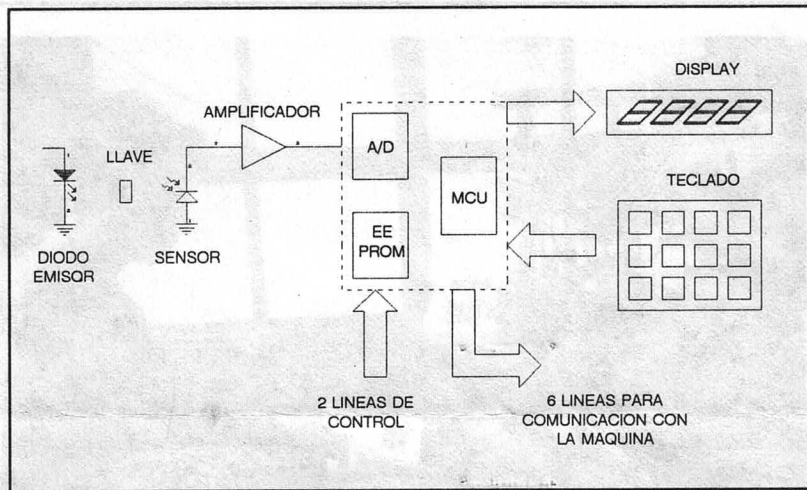 DISPLAY
AMPLIFICADOR
LLAVE
A/D
MCU
TECLADO
EE
PROM
DIODO
EMISOR
SENSOR
2 LINEAS DE
CONTROL
6 LINEAS PARA
COMUNICACION CON
LA MAQUINA